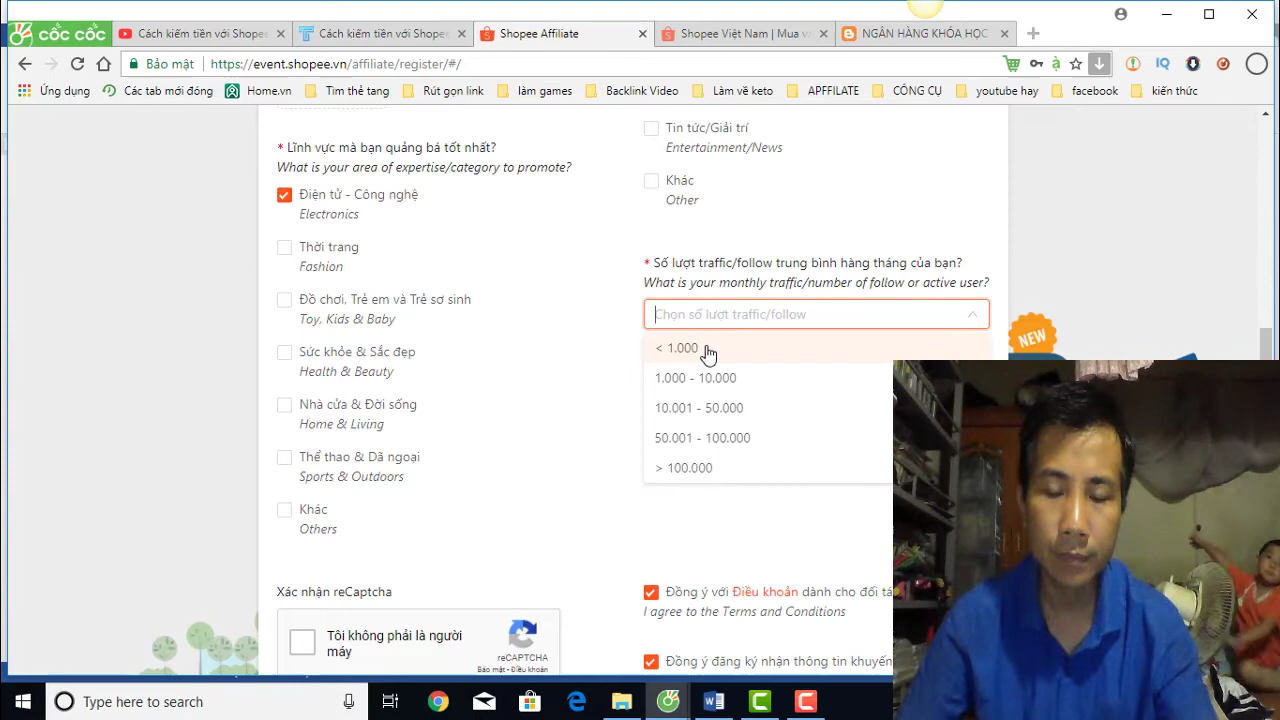 cốc cốc
Cách kiếm tiền với Shopee
Cách kiếm tiền với Shopee
Shopee Affiliate
Shopee Việt Nam | Mua và
NGÂN HÀNG KHÓA HỌC
Bảo mật
https://event.shopee.vn/affiliate/register/#/
Ứng dụng
Các tab mới đóng
Home.vn
Tìm thẻ tang
Rút gọn link
làm games
Backlink Video
Làm vẽ keto
APFFILATE
CÔNG CỤ
youtube hay
facebook
kiến thức
* Lĩnh vực mà bạn quảng bá tốt nhất?
What is your area of expertise/category to promote?
Điện tử - Công nghệ
Electronics
Thời trang
Fashion
Đồ chơi, Trẻ em và Trẻ sơ sinh
Toy, Kids & Baby
Sức khỏe & Sắc đẹp
Health & Beauty
Nhà cửa & Đời sống
Home & Living
Thể thao & Dã ngoại
Sports & Outdoors
Khác
Others
Tin tức/Giải trí
Entertainment/News
Khác
Other
* Số lượt traffic/follow trung bình hàng tháng của bạn?
What is your monthly traffic/number of follow or active user?
Chọn số lượt traffic/follow
< 1.000
1.000 - 10.000
10.001 - 50.000
50.001 - 100.000
> 100.000
NEW
Xác nhận reCaptcha
Tôi không phải là người
máy
reCAPTCHA
Bảo mật - Điều khoản
Đồng ý với Điều khoản dành cho đối tá
I agree to the Terms and Conditions
Đồng ý đăng ký nhận thông tin khuyến
Type here to search